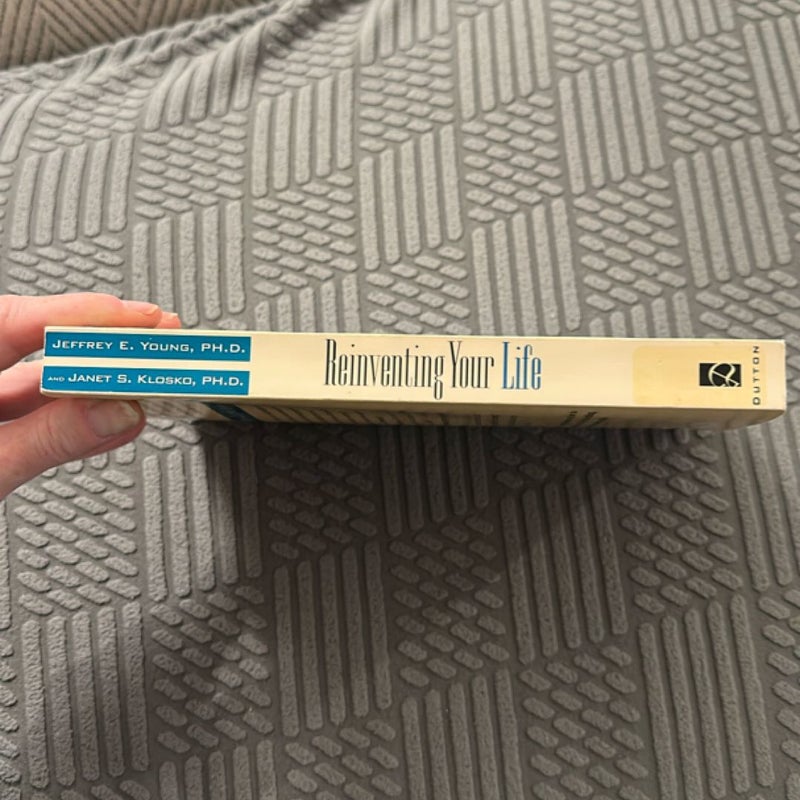 JEFFREY E. YOUNG, PH.D.
AND JANET S. KLOSKO, PH.D.
Reinventing Your Life
DUTTON